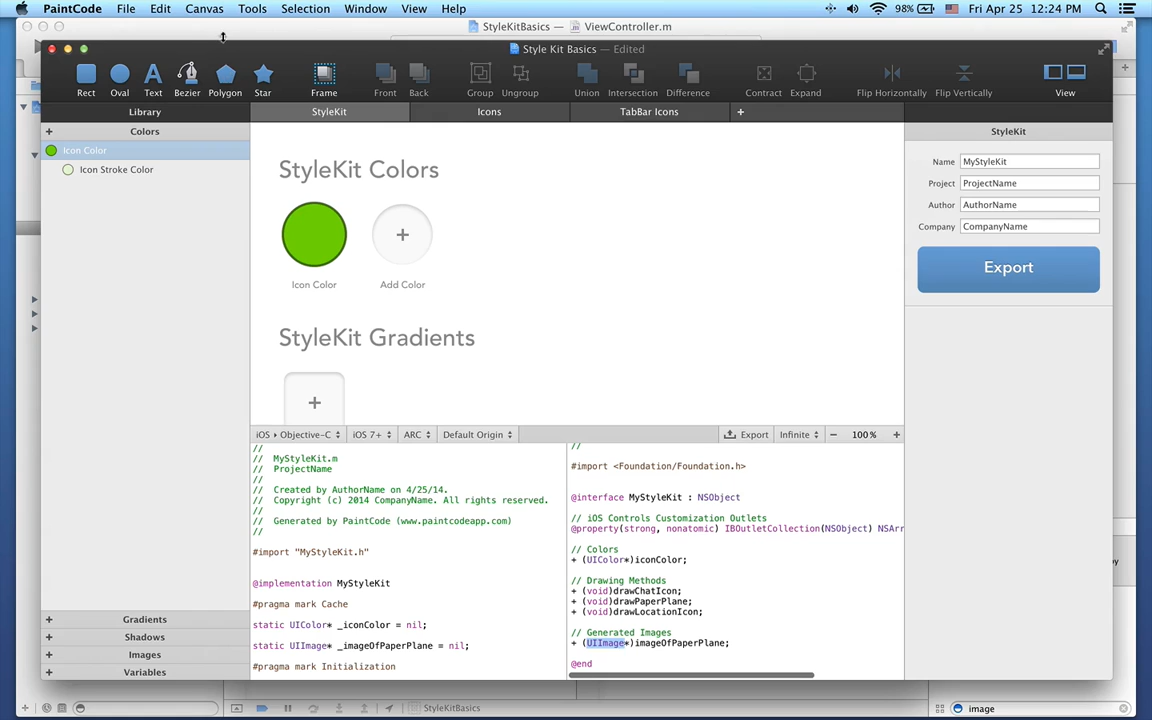 PaintCode File Edit Canvas Tools Selection Window View Help 98% Fri Apr 25 12:24 PM
StyleKitBasics — ViewController.m
Style Kit Basics — Edited
Rect Oval Text Bezier Polygon Star Frame Front Back Group Ungroup Union Intersection Difference Contract Expand Flip Horizontally Flip Vertically View
Library StyleKit Icons TabBar Icons +
+ Colors
StyleKit
Icon Color
Icon Stroke Color
Name MyStyleKit
Project ProjectName
Author AuthorName
Company CompanyName
Export
StyleKit Colors
+
Icon Color Add Color
StyleKit Gradients
+
iOS ▸ Objective-C iOS 7+ ARC Default Origin Export Infinite − 100% +
//
// MyStyleKit.m
// ProjectName
//
// Created by AuthorName on 4/25/14.
// Copyright (c) 2014 CompanyName. All rights reserved.
//
// Generated by PaintCode (www.paintcodeapp.com)
//
#import "MyStyleKit.h"
@implementation MyStyleKit
#pragma mark Cache
static UIColor* _iconColor = nil;
static UIImage* _imageOfPaperPlane = nil;
#pragma mark Initialization
//
#import <Foundation/Foundation.h>
@interface MyStyleKit : NSObject
// iOS Controls Customization Outlets
@property(strong, nonatomic) IBOutletCollection(NSObject) NSArr
// Colors
+ (UIColor*)iconColor;
// Drawing Methods
+ (void)drawChatIcon;
+ (void)drawPaperPlane;
+ (void)drawLocationIcon;
// Generated Images
+ (UIImage*)imageOfPaperPlane;
@end
+ Gradients
+ Shadows
+ Images
+ Variables
StyleKitBasics
image